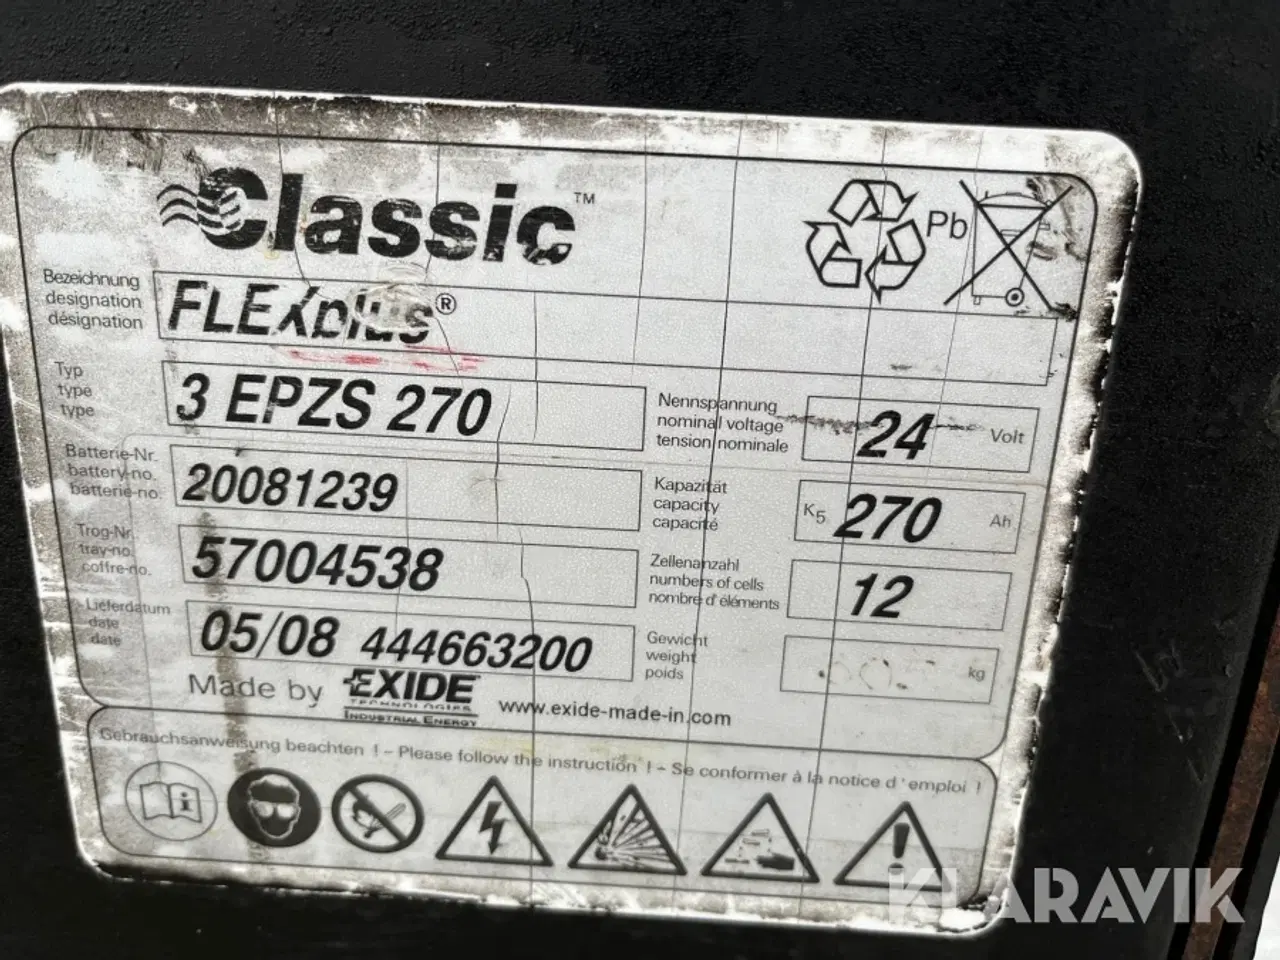 Classic™
Pb
Bezeichnung
designation
désignation
FLEXplus®
Typ
type
type
3 EPZS 270
Nennspannung
nominal voltage
tension nominale
24 Volt
Batterie-Nr.
battery-no.
batterie-no.
20081239
Kapazität
capacity
capacité
K5 270 Ah
Trog-Nr.
tray-no.
coffre-no.
57004538
Zellenanzahl
numbers of cells
nombre d'éléments
12
Lieferdatum
date
date
05/08 444663200
Gewicht
weight
poids
kg
Made by EXIDE
TECHNOLOGIES
INDUSTRIAL ENERGY
www.exide-made-in.com
Gebrauchsanweisung beachten ! - Please follow the instruction ! - Se conformer à la notice d'emploi !
KLARAVIK